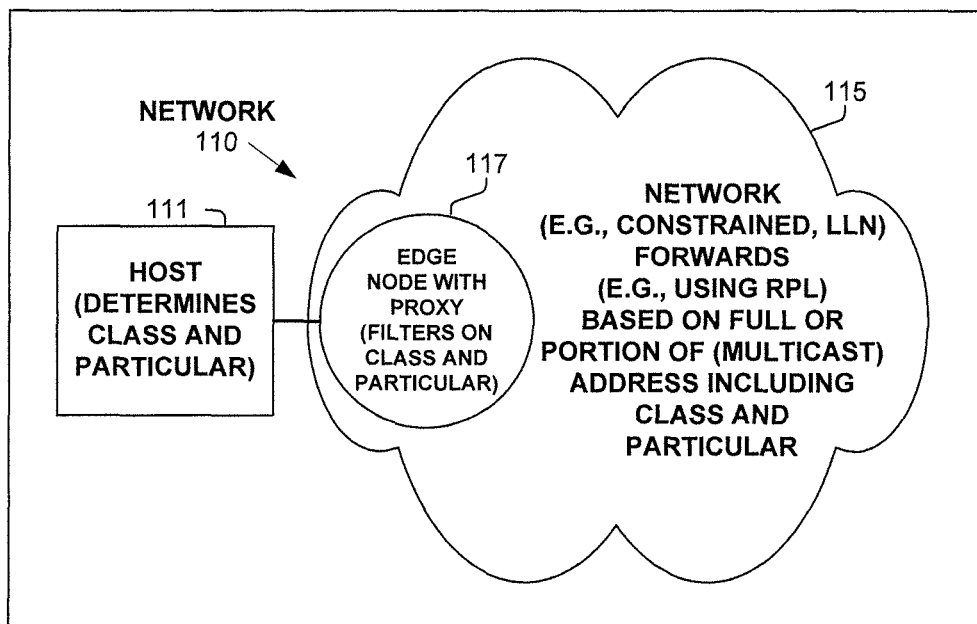 NETWORK
110
115
117
111
HOST
(DETERMINES
CLASS AND
PARTICULAR)
EDGE
NODE WITH
PROXY
(FILTERS ON
CLASS AND
PARTICULAR)
NETWORK
(E.G., CONSTRAINED, LLN)
FORWARDS
(E.G., USING RPL)
BASED ON FULL OR
PORTION OF (MULTICAST)
ADDRESS INCLUDING
CLASS AND
PARTICULAR